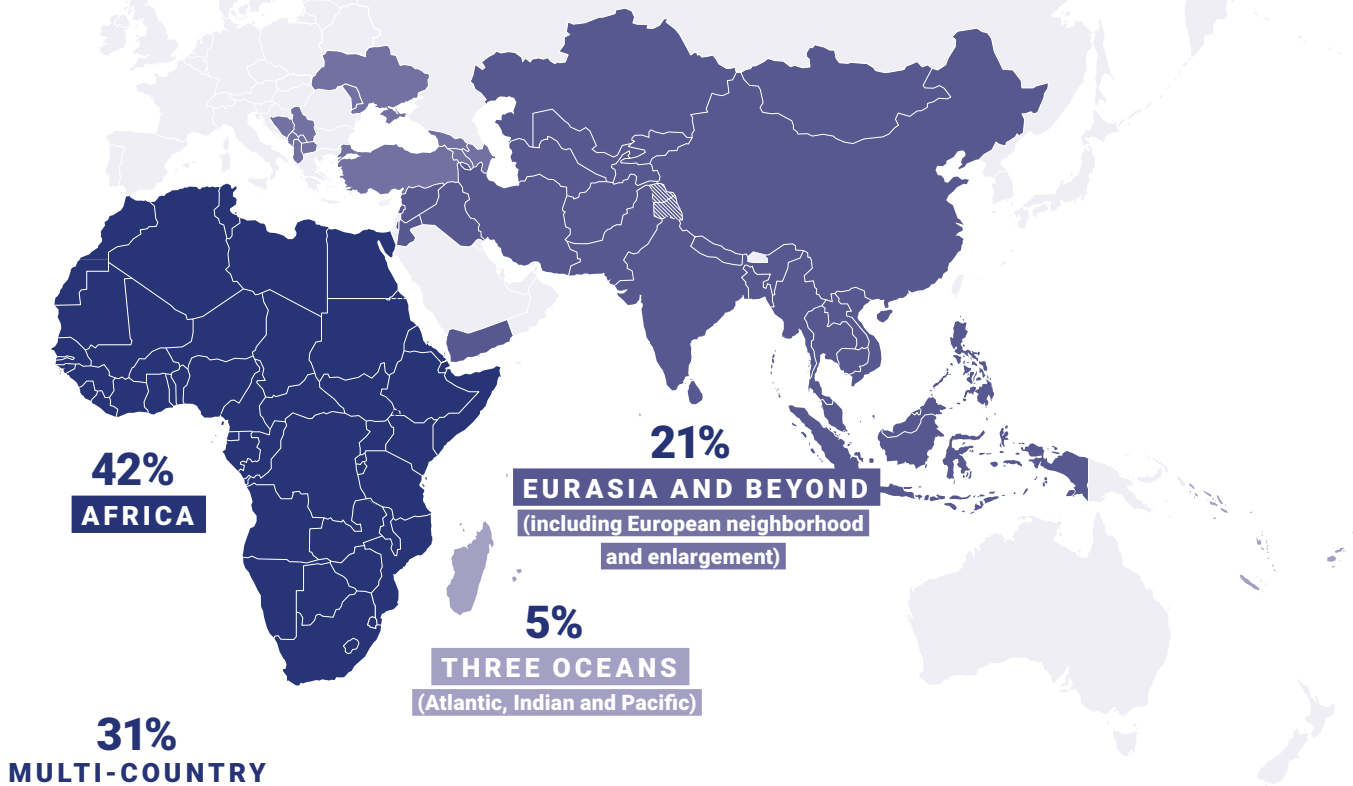 42%
AFRICA
21%
EURASIA AND BEYOND
(including European neighborhood
and enlargement)
5%
THREE OCEANS
(Atlantic, Indian and Pacific)
31%
MULTI-COUNTRY